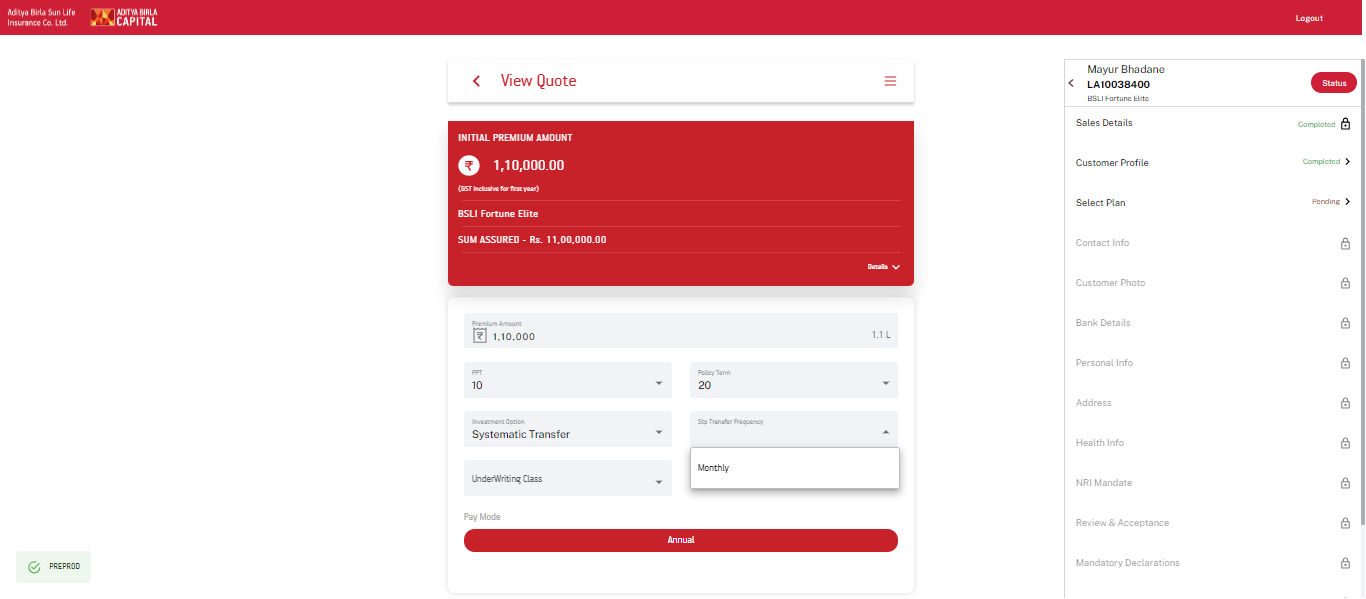 Aditya Birla Sun Life
Insurance Co. Ltd.
ADITYA BIRLA
CAPITAL
Logout
View Quote
INITIAL PREMIUM AMOUNT
₹ 1,10,000.00
(GST inclusive for first year)
BSLI Fortune Elite
SUM ASSURED - Rs. 11,00,000.00
Details
Premium Amount
₹ 1,10,000
1.1 L
PPT
10
Policy Term
20
Investment Option
Systematic Transfer
Stp Transfer Frequency
Monthly
UnderWriting Class
Pay Mode
Annual
PREPROD
Mayur Bhadane
LA10038400
BSLI Fortune Elite
Status
Sales Details Completed
Customer Profile Completed
Select Plan Pending
Contact Info
Customer Photo
Bank Details
Personal Info
Address
Health Info
NRI Mandate
Review & Acceptance
Mandatory Declarations